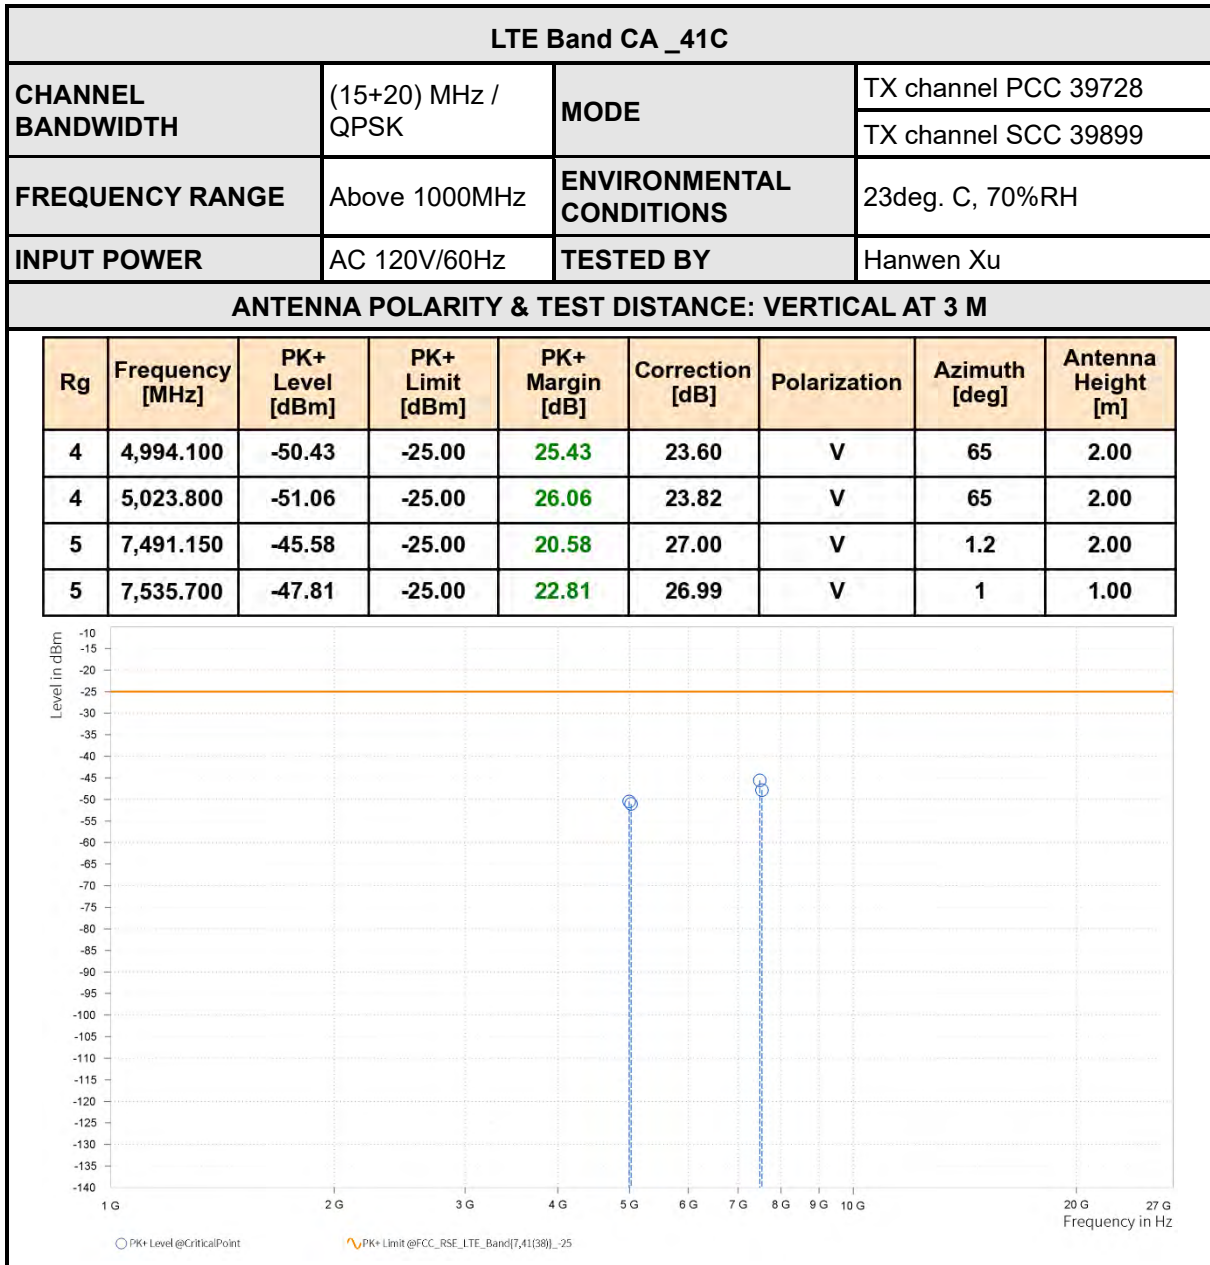 LTE Band CA _41C
CHANNEL BANDWIDTH (15+20) MHz / QPSK MODE TX channel PCC 39728
TX channel SCC 39899
FREQUENCY RANGE Above 1000MHz ENVIRONMENTAL CONDITIONS 23deg. C, 70%RH
INPUT POWER AC 120V/60Hz TESTED BY Hanwen Xu
ANTENNA POLARITY & TEST DISTANCE: VERTICAL AT 3 M
Rg Frequency [MHz] PK+ Level [dBm] PK+ Limit [dBm] PK+ Margin [dB] Correction [dB] Polarization Azimuth [deg] Antenna Height [m]
4 4,994.100 -50.43 -25.00 25.43 23.60 V 65 2.00
4 5,023.800 -51.06 -25.00 26.06 23.82 V 65 2.00
5 7,491.150 -45.58 -25.00 20.58 27.00 V 1.2 2.00
5 7,535.700 -47.81 -25.00 22.81 26.99 V 1 1.00
Level in dBm
-10
-15
-20
-25
-30
-35
-40
-45
-50
-55
-60
-65
-70
-75
-80
-85
-90
-95
-100
-105
-110
-115
-120
-125
-130
-135
-140
1 G 2 G 3 G 4 G 5 G 6 G 7 G 8 G 9 G 10 G 20 G 27 G
Frequency in Hz
PK+ Level @CriticalPoint PK+ Limit @FCC_RSE_LTE_Band{7,41(38)}_-25